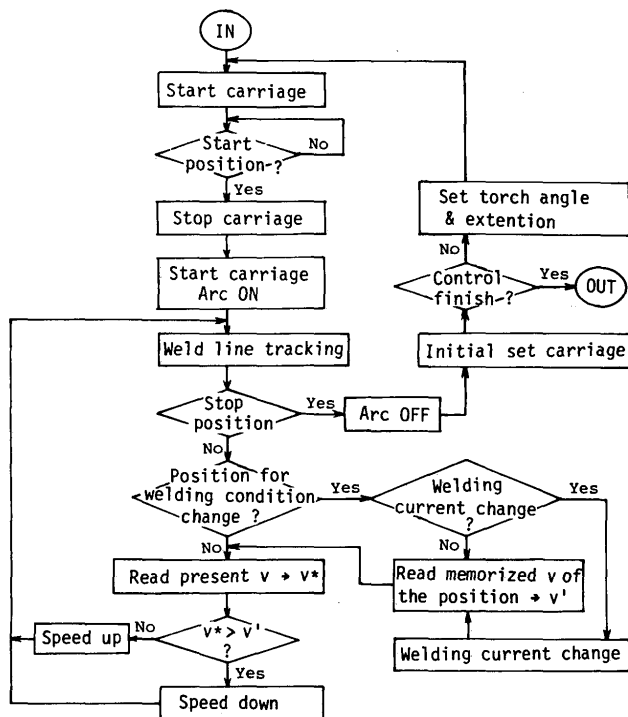 IN
Start carriage
Start
position-?
No
Yes
Stop carriage
Start carriage
Arc ON
Weld line tracking
Stop
position
Yes
Arc OFF
No
Position for
welding condition
change ?
Yes
Welding
current change
?
Yes
No
No
Read present v → v*
Read memorized v of
the position → v'
Welding current change
v* > v'
?
No
Speed up
Yes
Speed down
Initial set carriage
Control
finish-?
Yes
OUT
No
Set torch angle
& extention